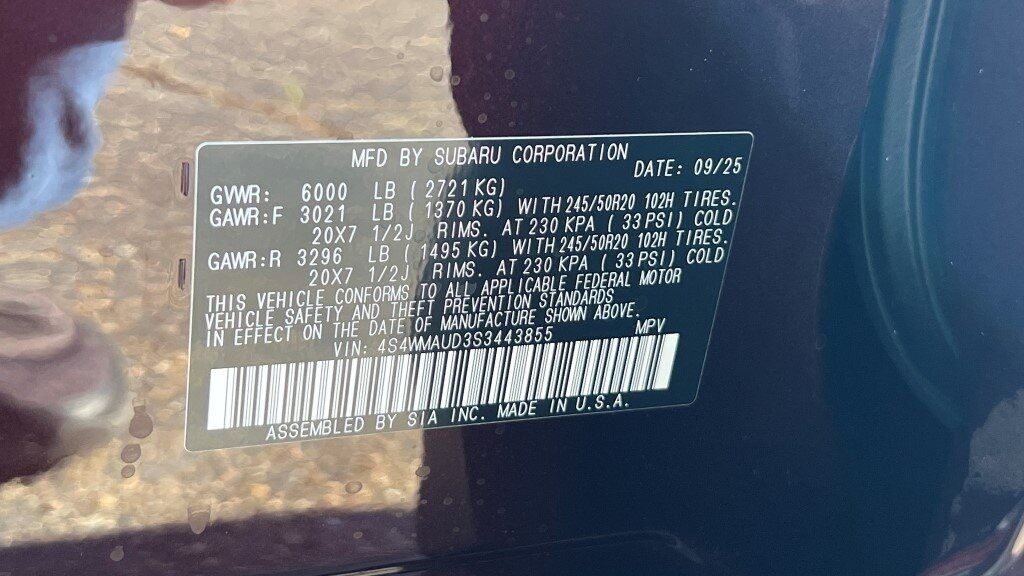 MFD BY SUBARU CORPORATION DATE: 09/25
GVWR: 6000 LB (2721 KG)
GAWR:F 3021 LB (1370 KG) WITH 245/50R20 102H TIRES.
20X7 1/2J RIMS. AT 230 KPA (33 PSI) COLD
GAWR:R 3296 LB (1495 KG) WITH 245/50R20 102H TIRES.
20X7 1/2J RIMS. AT 230 KPA (33 PSI) COLD
THIS VEHICLE CONFORMS TO ALL APPLICABLE FEDERAL MOTOR
VEHICLE SAFETY AND THEFT PREVENTION STANDARDS
IN EFFECT ON THE DATE OF MANUFACTURE SHOWN ABOVE.
VIN: 4S4WMAUD3S3443855 MPV
ASSEMBLED BY SIA INC. MADE IN U.S.A.